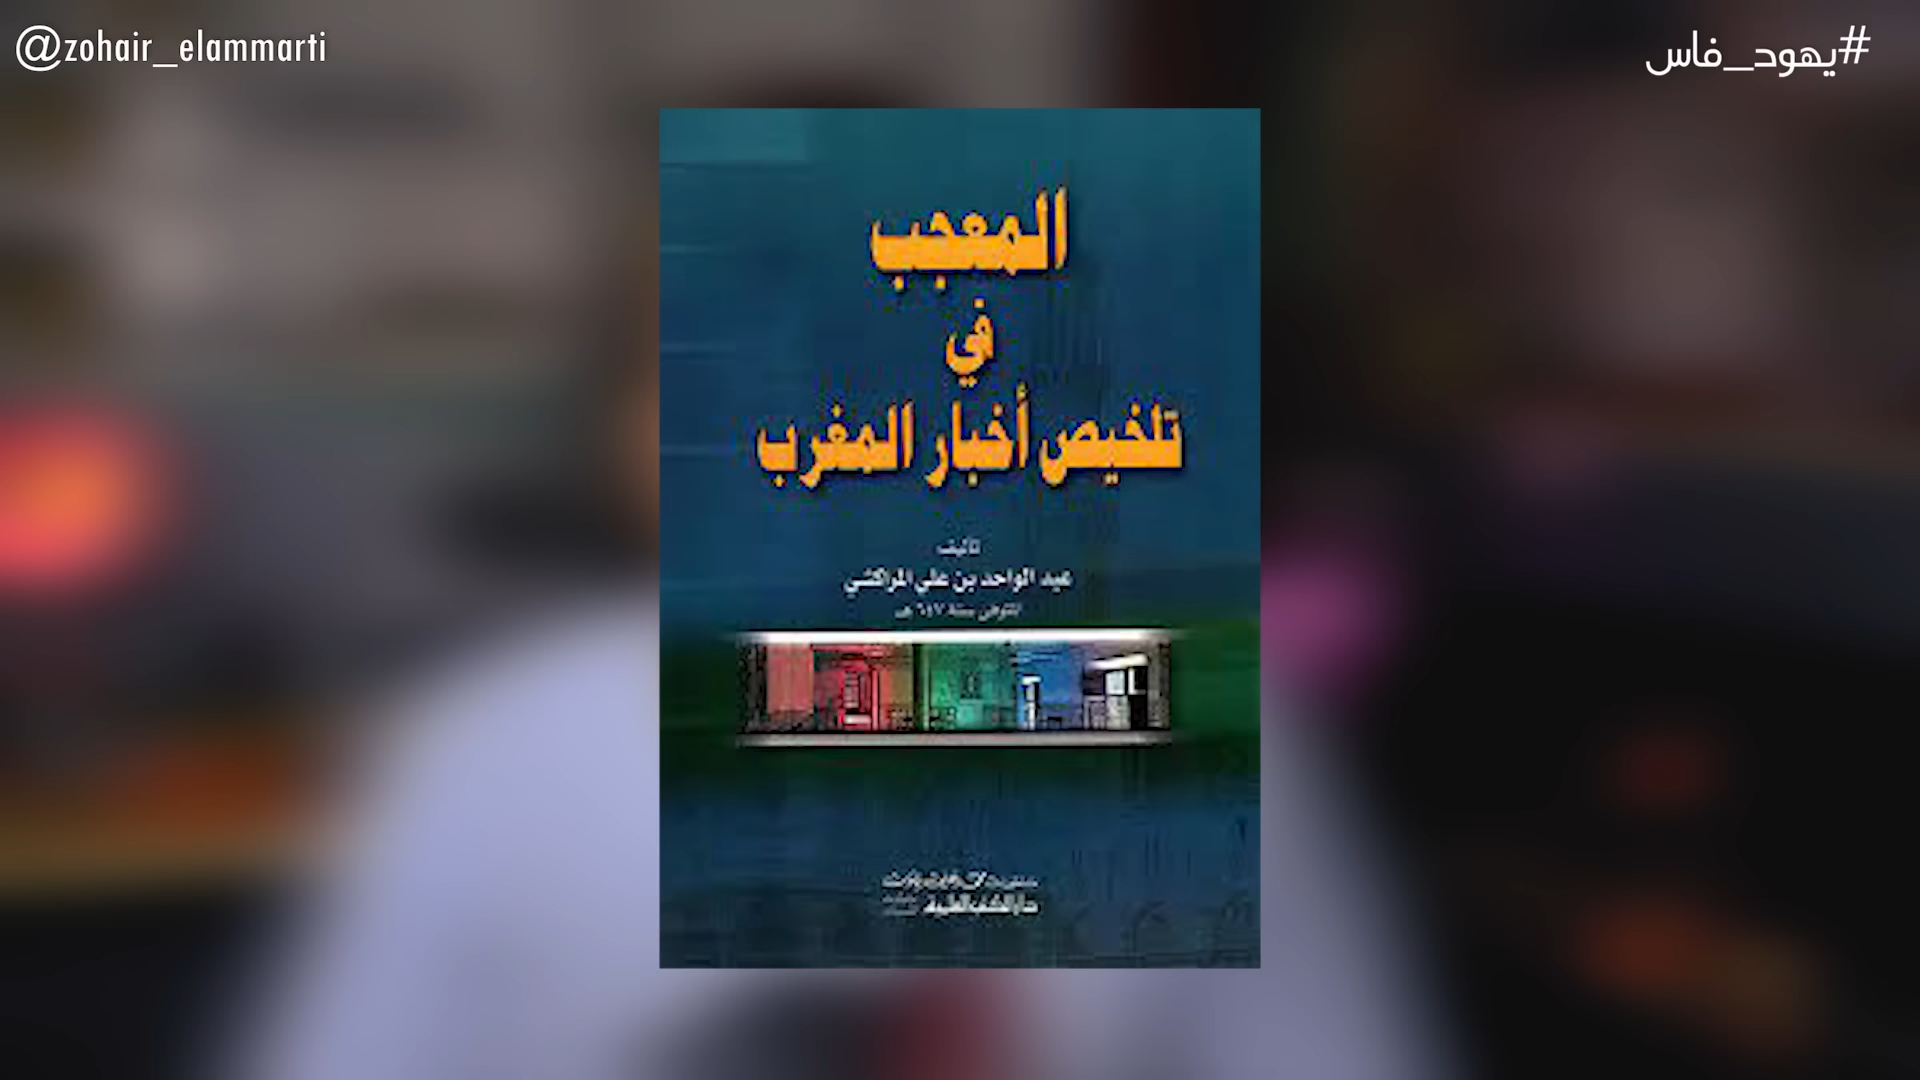 @zohair_elammarti
#يهود_فاس
المعجب
في
تلخيص أخبار المغرب
تأليف
عبد الواحد بن علي المراكشي
المتوفى سنة ٦٤٧ هـ
دار الكتب العلمية